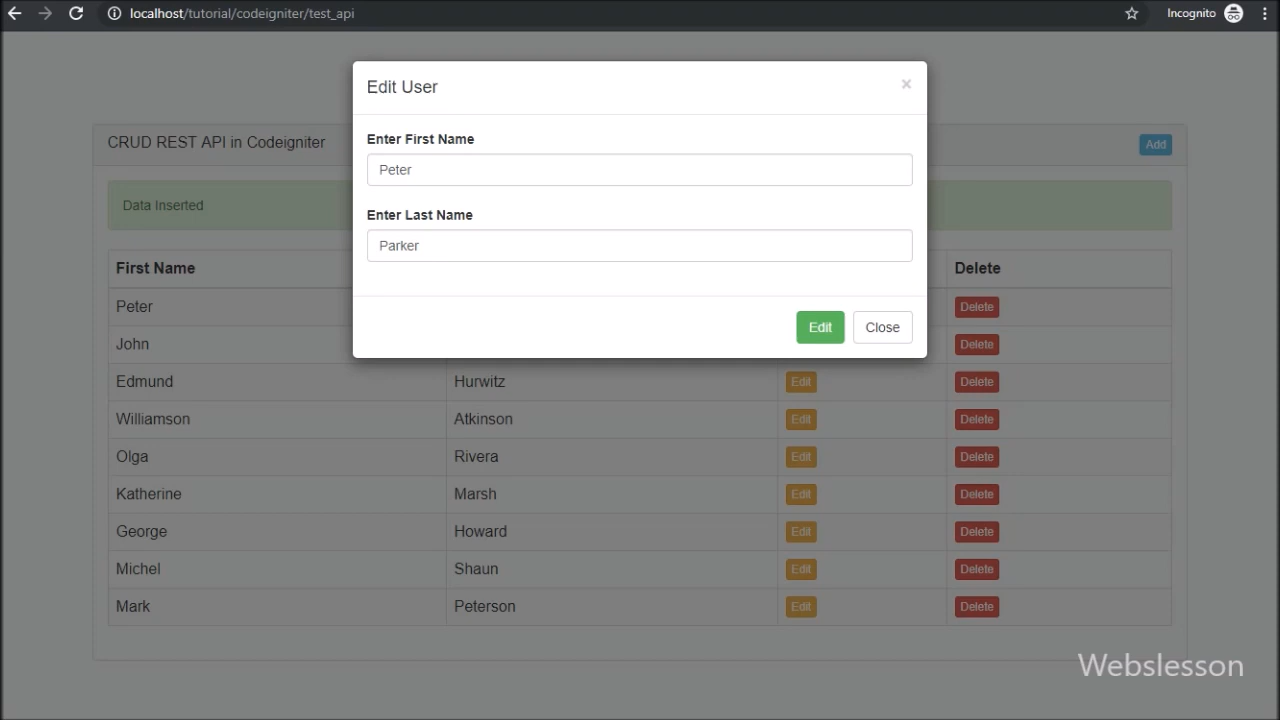 localhost/tutorial/codeigniter/test_api
Incognito
Edit User
×
Enter First Name
Peter
Enter Last Name
Parker
Edit
Close
CRUD REST API in Codeigniter
Add
Data Inserted
First Name Delete
Peter Delete
John Delete
Edmund Hurwitz Edit Delete
Williamson Atkinson Edit Delete
Olga Rivera Edit Delete
Katherine Marsh Edit Delete
George Howard Edit Delete
Michel Shaun Edit Delete
Mark Peterson Edit Delete
Webslesson